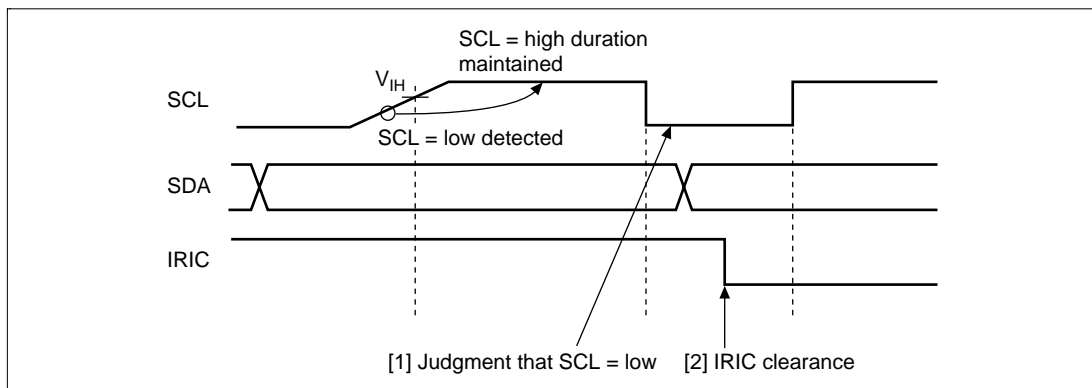 SCL = high duration
maintained
V_IH
SCL
SCL = low detected
SDA
IRIC
[1] Judgment that SCL = low
[2] IRIC clearance